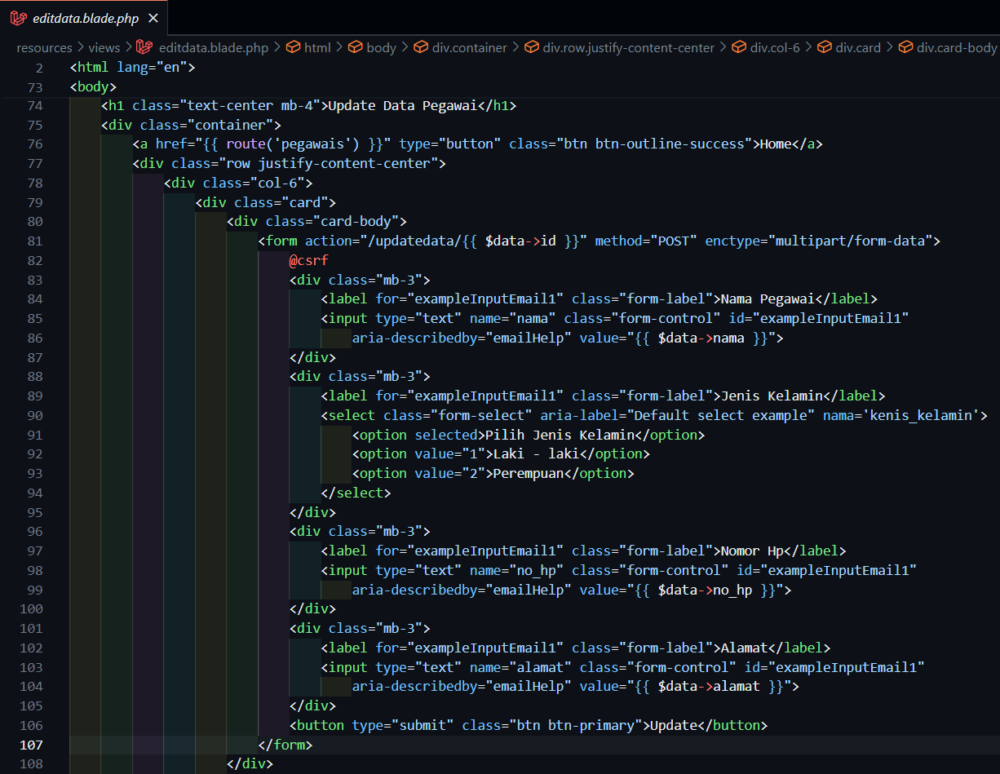 editdata.blade.php ✕
resources > views > editdata.blade.php > html > body > div.container > div.row.justify-content-center > div.col-6 > div.card > div.card-body
2 <html lang="en">
73 <body>
74 <h1 class="text-center mb-4">Update Data Pegawai</h1>
75 <div class="container">
76 <a href="{{ route('pegawais') }}" type="button" class="btn btn-outline-success">Home</a>
77 <div class="row justify-content-center">
78 <div class="col-6">
79 <div class="card">
80 <div class="card-body">
81 <form action="/updatedata/{{ $data->id }}" method="POST" enctype="multipart/form-data">
82 @csrf
83 <div class="mb-3">
84 <label for="exampleInputEmail1" class="form-label">Nama Pegawai</label>
85 <input type="text" name="nama" class="form-control" id="exampleInputEmail1"
86 aria-describedby="emailHelp" value="{{ $data->nama }}">
87 </div>
88 <div class="mb-3">
89 <label for="exampleInputEmail1" class="form-label">Jenis Kelamin</label>
90 <select class="form-select" aria-label="Default select example" nama='kenis_kelamin'>
91 <option selected>Pilih Jenis Kelamin</option>
92 <option value="1">Laki - laki</option>
93 <option value="2">Perempuan</option>
94 </select>
95 </div>
96 <div class="mb-3">
97 <label for="exampleInputEmail1" class="form-label">Nomor Hp</label>
98 <input type="text" name="no_hp" class="form-control" id="exampleInputEmail1"
99 aria-describedby="emailHelp" value="{{ $data->no_hp }}">
100 </div>
101 <div class="mb-3">
102 <label for="exampleInputEmail1" class="form-label">Alamat</label>
103 <input type="text" name="alamat" class="form-control" id="exampleInputEmail1"
104 aria-describedby="emailHelp" value="{{ $data->alamat }}">
105 </div>
106 <button type="submit" class="btn btn-primary">Update</button>
107 </form>
108 </div>